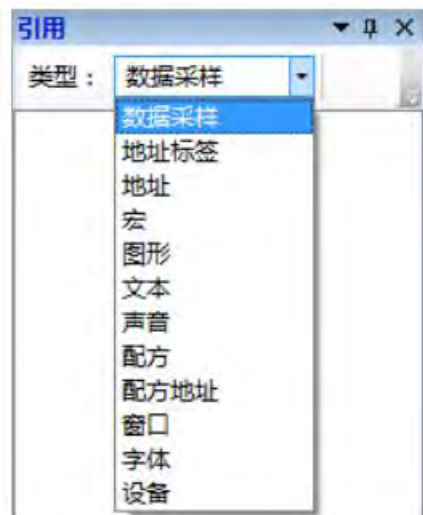 引用
类型： 数据采样
数据采样
地址标签
地址
宏
图形
文本
声音
配方
配方地址
窗口
字体
设备